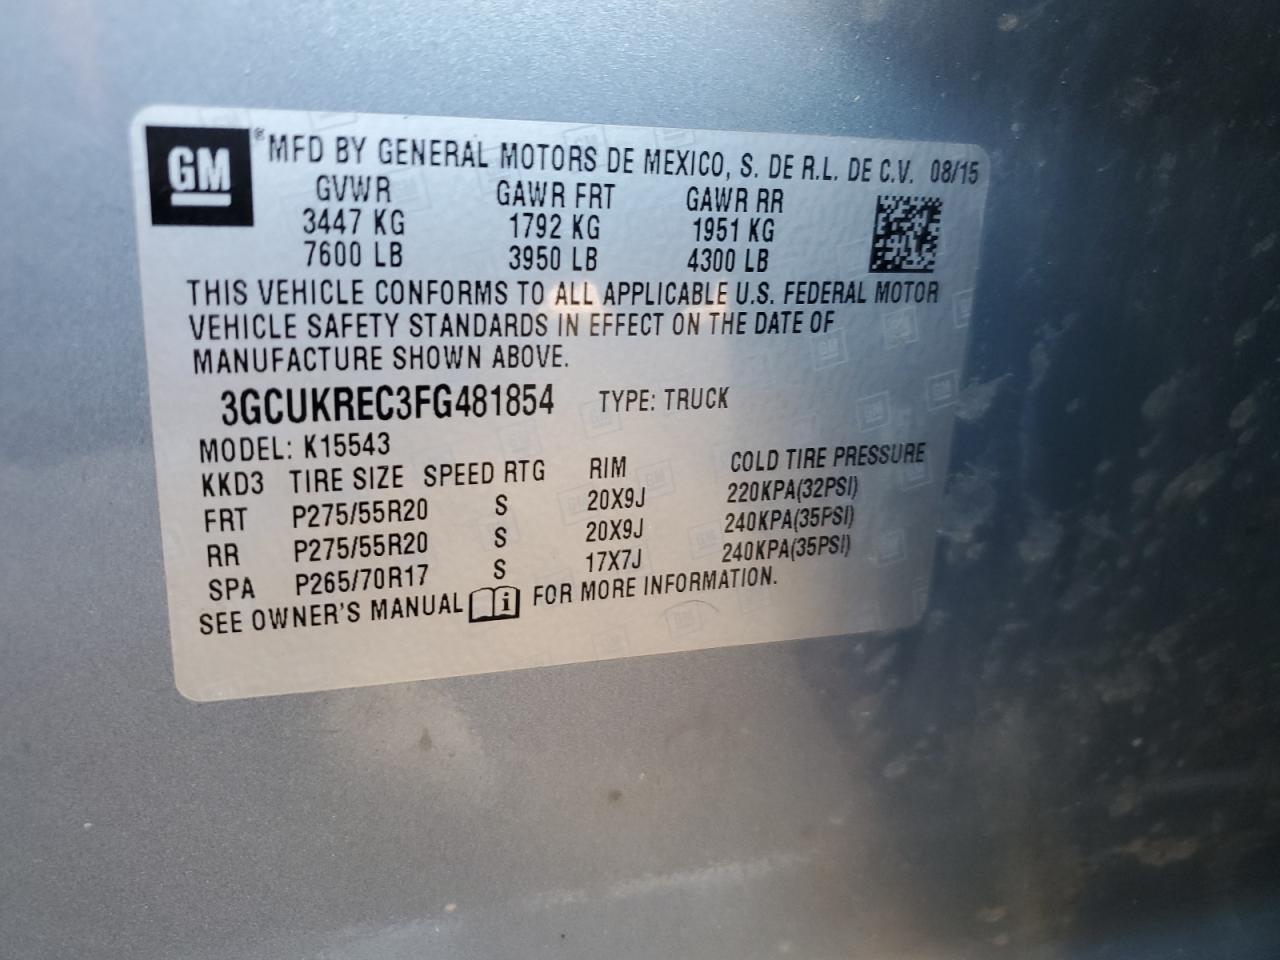 GM ® MFD BY GENERAL MOTORS DE MEXICO, S. DE R.L. DE C.V. 08/15
GVWR GAWR FRT GAWR RR
3447 KG 1792 KG 1951 KG
7600 LB 3950 LB 4300 LB
THIS VEHICLE CONFORMS TO ALL APPLICABLE U.S. FEDERAL MOTOR
VEHICLE SAFETY STANDARDS IN EFFECT ON THE DATE OF
MANUFACTURE SHOWN ABOVE.
3GCUKREC3FG481854 TYPE: TRUCK
MODEL: K15543
KKD3 TIRE SIZE SPEED RTG RIM COLD TIRE PRESSURE
FRT P275/55R20 S 20X9J 220KPA(32PSI)
RR P275/55R20 S 20X9J 240KPA(35PSI)
SPA P265/70R17 S 17X7J 240KPA(35PSI)
SEE OWNER'S MANUAL i FOR MORE INFORMATION.